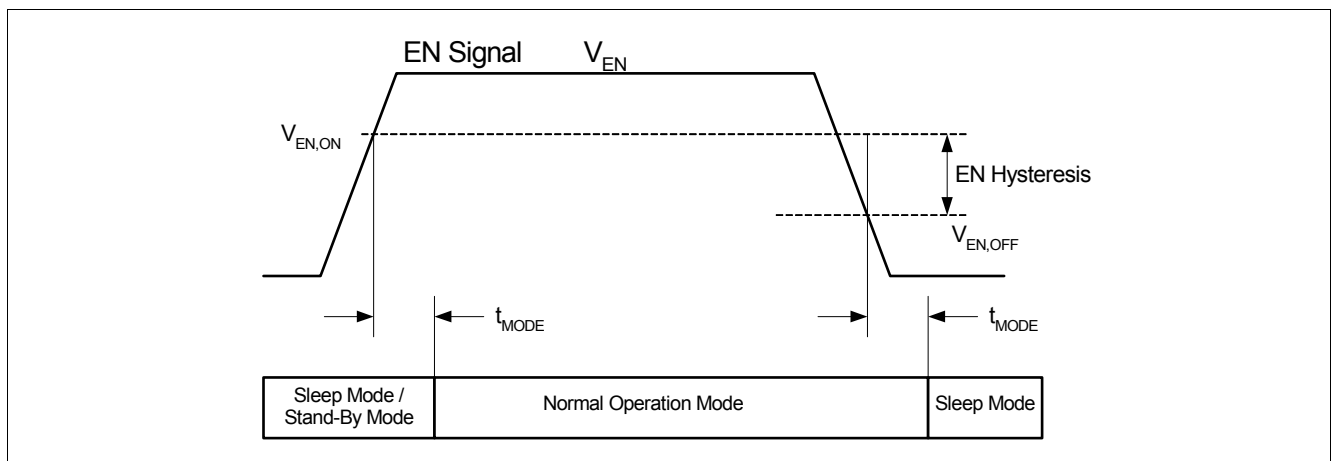 EN Signal V_EN
V_EN,ON
EN Hysteresis
V_EN,OFF
t_MODE
t_MODE
Sleep Mode /
Stand-By Mode
Normal Operation Mode
Sleep Mode